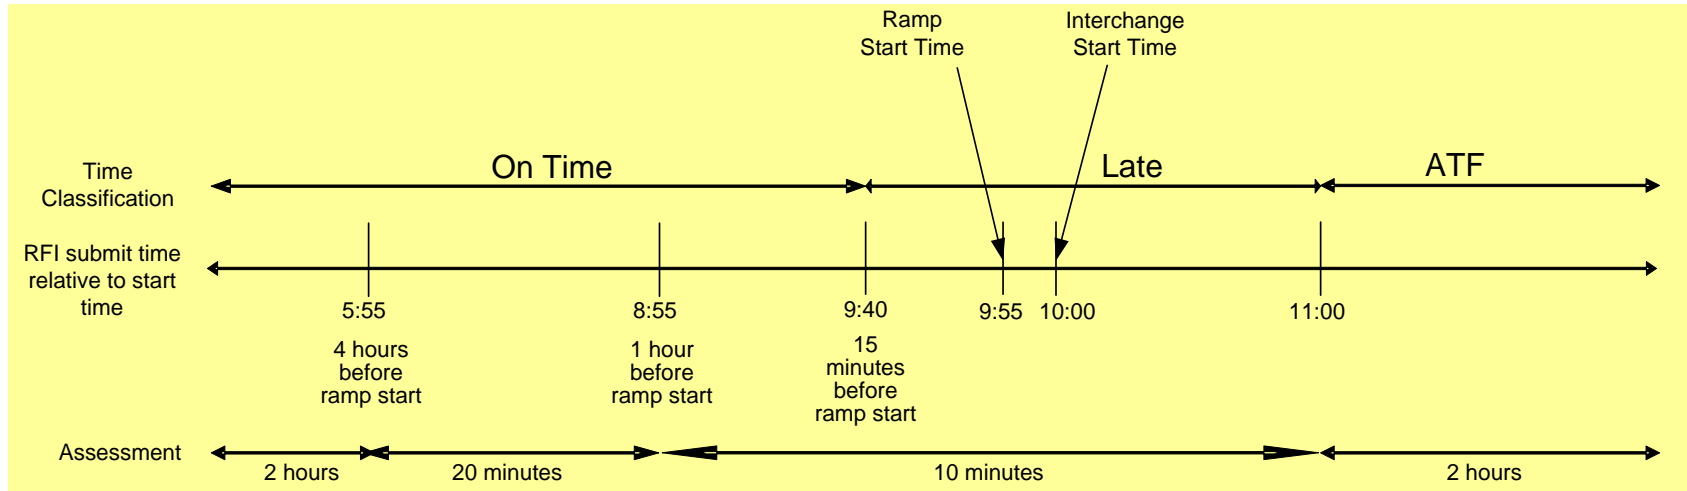 Ramp
Start Time
Interchange
Start Time
Time
Classification
On Time
Late
ATF
RFI submit time
relative to start
time
5:55
8:55
9:40
9:55
10:00
11:00
4 hours
before
ramp start
1 hour
before
ramp start
15
minutes
before
ramp start
Assessment
2 hours
20 minutes
10 minutes
2 hours